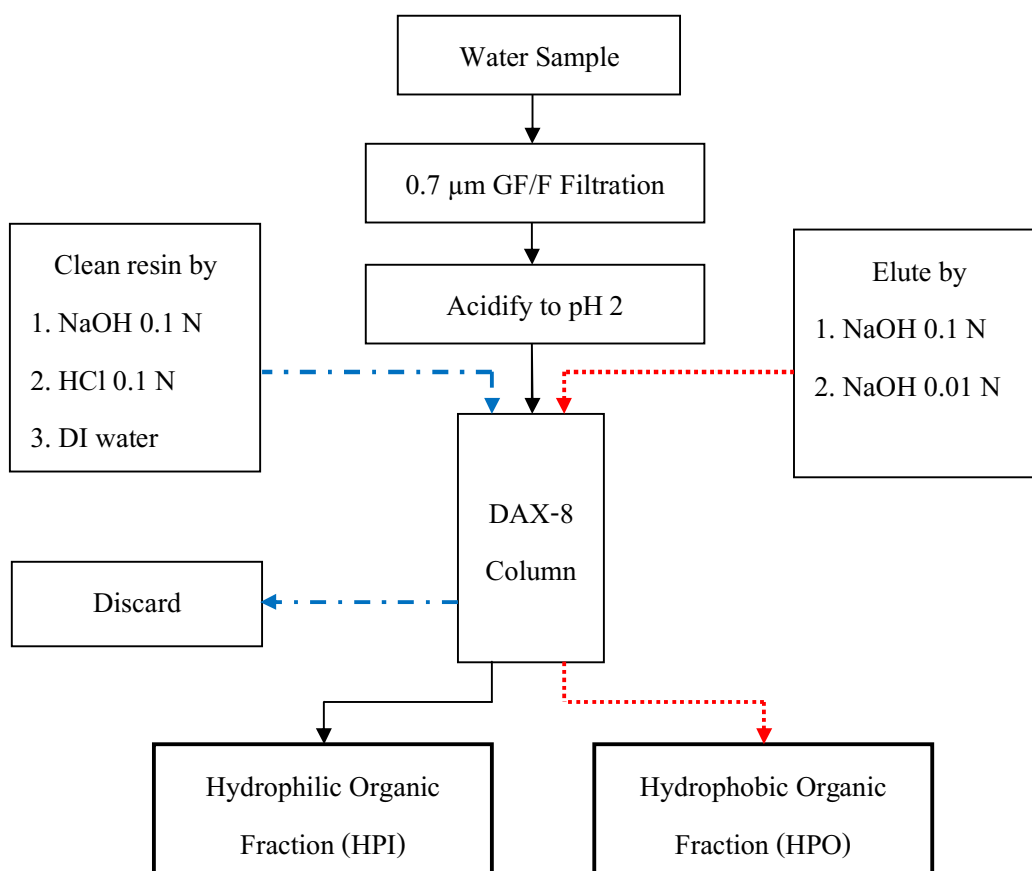 Water Sample
0.7 µm GF/F Filtration
Acidify to pH 2
Clean resin by
1. NaOH 0.1 N
2. HCl 0.1 N
3. DI water
Elute by
1. NaOH 0.1 N
2. NaOH 0.01 N
DAX-8
Column
Discard
Hydrophilic Organic
Fraction (HPI)
Hydrophobic Organic
Fraction (HPO)